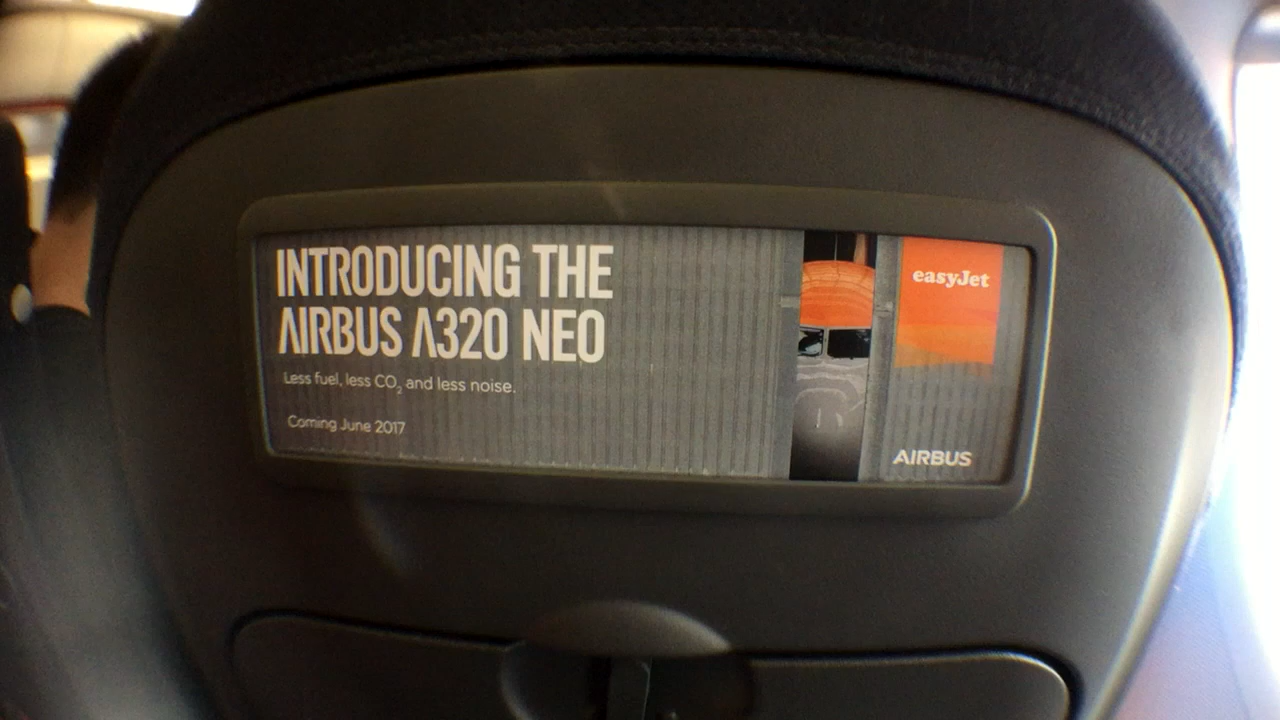 INTRODUCING THE
AIRBUS A320 NEO
Less fuel, less CO₂ and less noise.
Coming June 2017
easyJet
AIRBUS